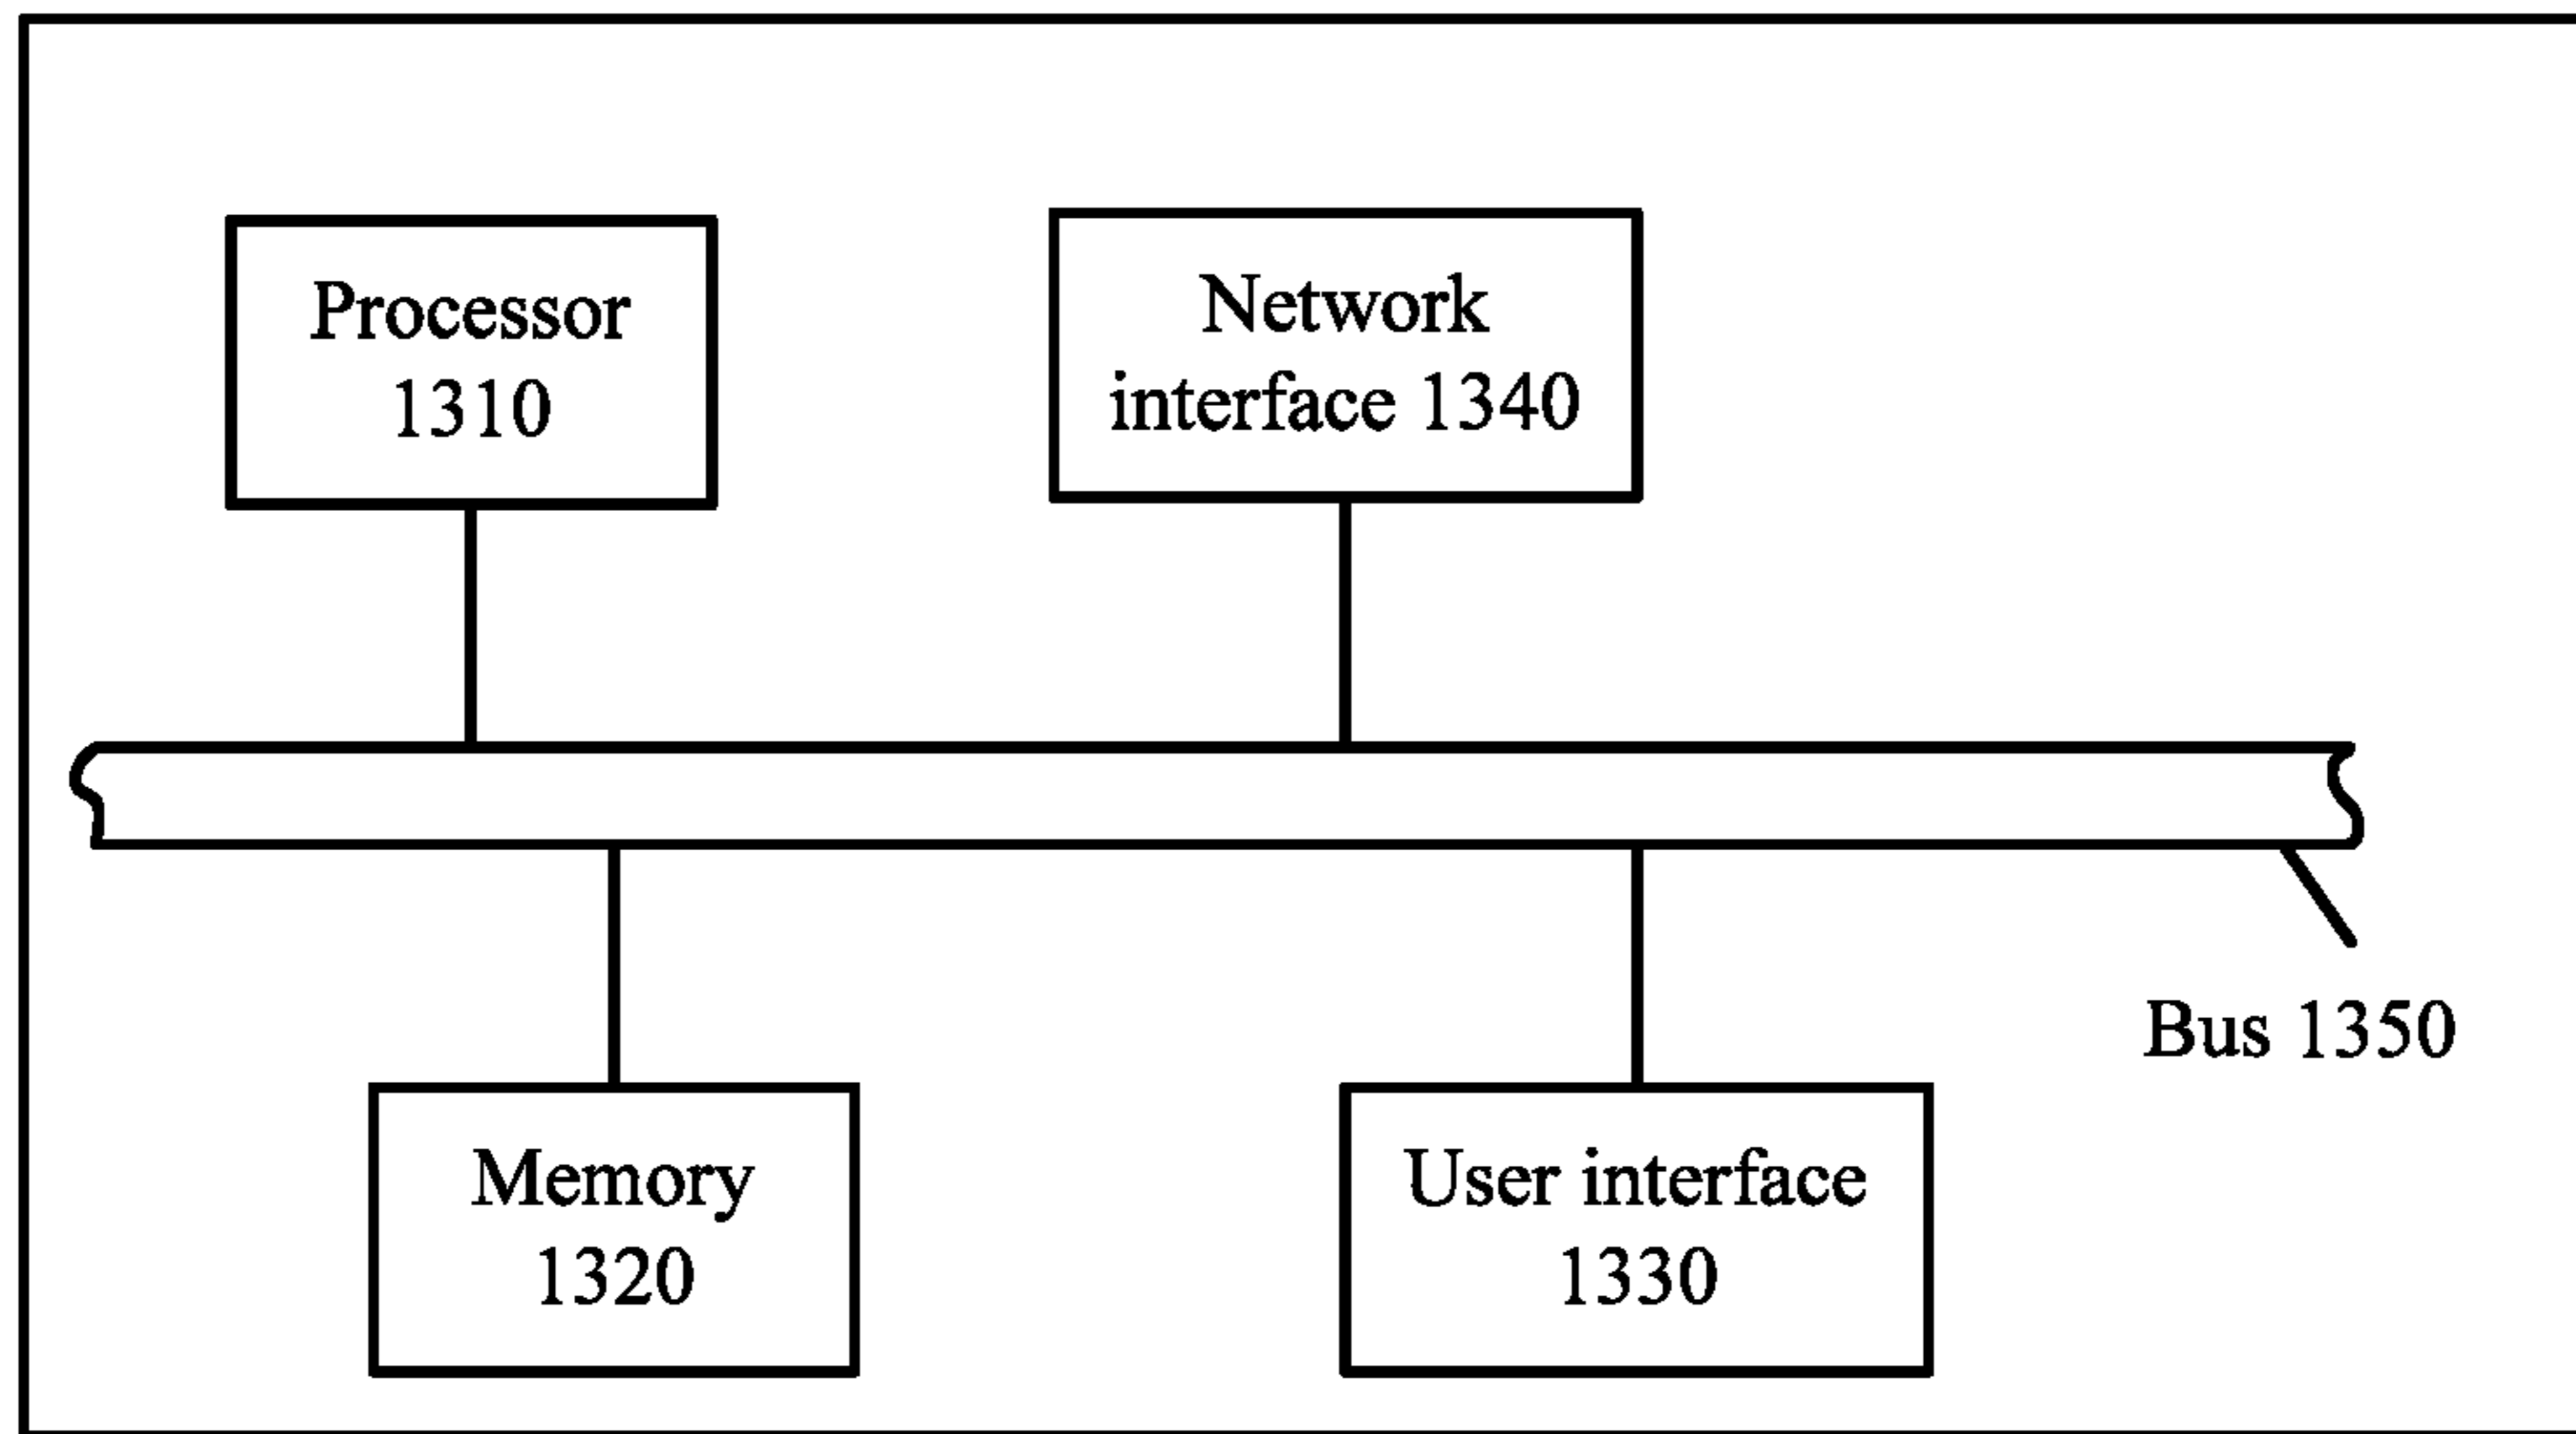 Processor
1310
Network
interface 1340
Bus 1350
Memory
1320
User interface
1330